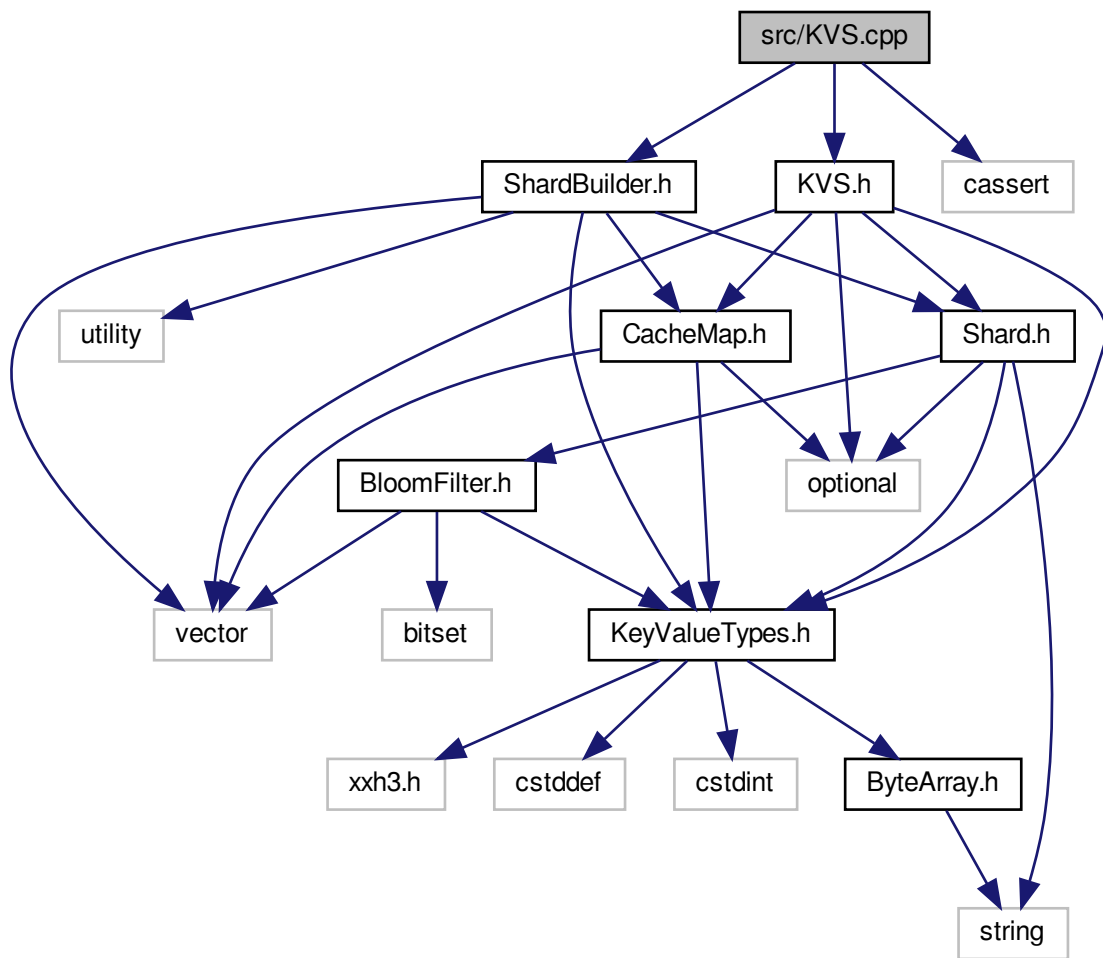 src/KVS.cpp
ShardBuilder.h
KVS.h
cassert
utility
CacheMap.h
Shard.h
BloomFilter.h
optional
vector
bitset
KeyValueTypes.h
xxh3.h
cstddef
cstdint
ByteArray.h
string